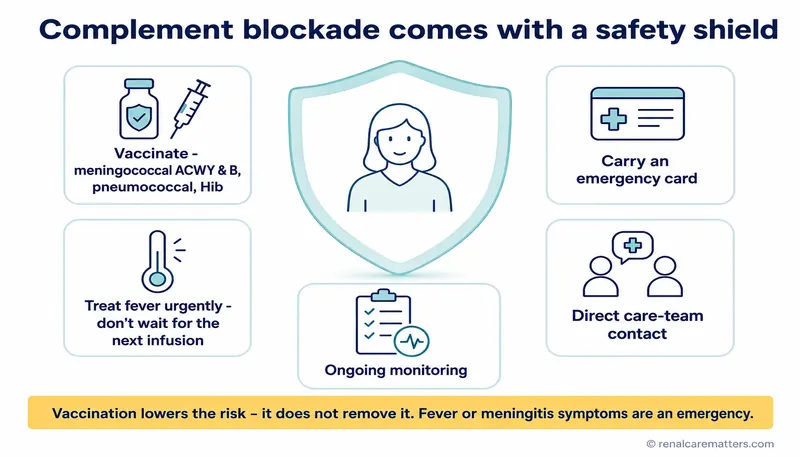 Complement blockade comes with a safety shield
Vaccinate -
meningococcal ACWY & B,
pneumococcal, Hib
Carry an
emergency card
Treat fever urgently -
don't wait for the
next infusion
Direct care-team
contact
Ongoing monitoring
Vaccination lowers the risk – it does not remove it. Fever or meningitis symptoms are an emergency.
© renalcarematters.com